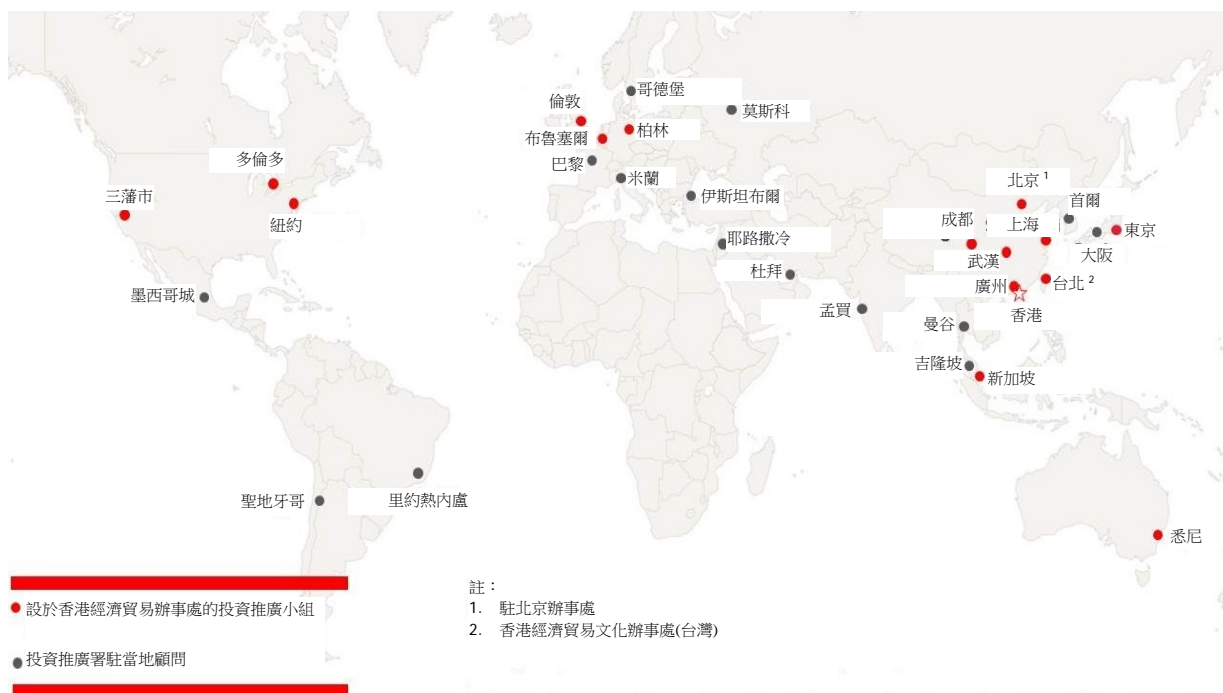 哥德堡
倫敦
莫斯科
布魯塞爾
柏林
多倫多
巴黎
米蘭
北京 1
三藩市
伊斯坦布爾
首爾
紐約
成都
上海
東京
耶路撒冷
大阪
武漢
杜拜
廣州
台北 2
墨西哥城
孟買
香港
曼谷
吉隆坡
新加坡
聖地牙哥
里約熱內盧
悉尼
設於香港經濟貿易辦事處的投資推廣小組
投資推廣署駐當地顧問
註：
1. 駐北京辦事處
2. 香港經濟貿易文化辦事處(台灣)